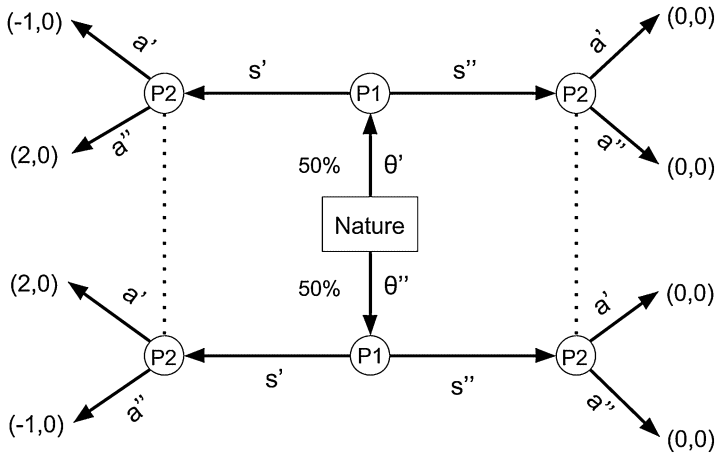 (-1,0)
(0,0)
a’
a’
s’
s’’
P2
P1
P2
a’’
a’’
(2,0)
(0,0)
50%
θ’
Nature
50%
θ’’
(2,0)
(0,0)
a’
a’
P2
P1
P2
s’
s’’
a’’
a’’
(-1,0)
(0,0)